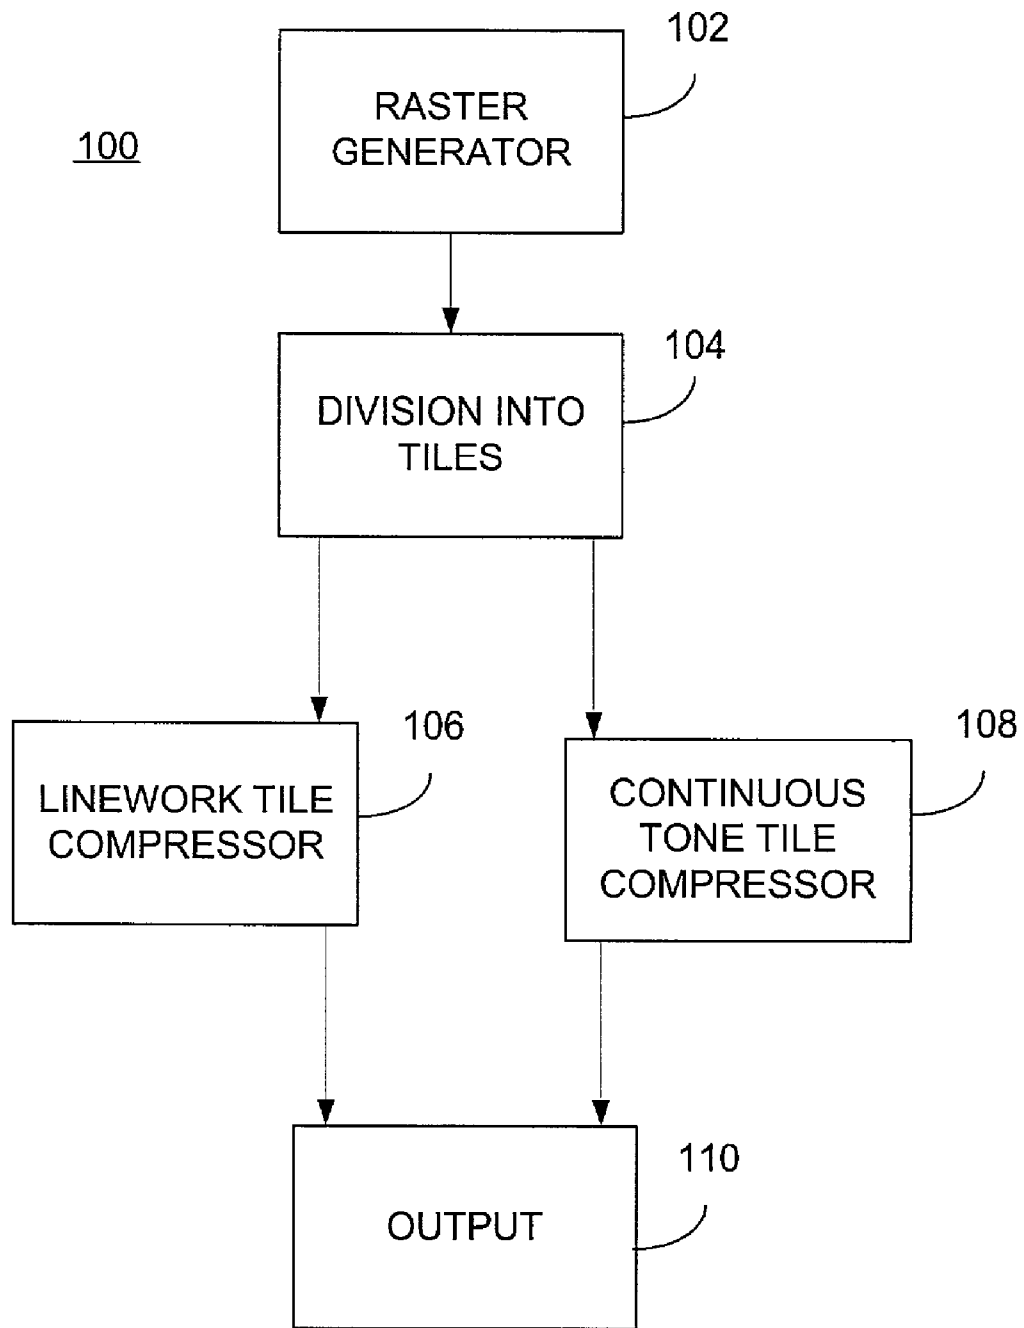 102
RASTER
GENERATOR
100
104
DIVISION INTO
TILES
106
108
LINEWORK TILE
COMPRESSOR
CONTINUOUS
TONE TILE
COMPRESSOR
110
OUTPUT